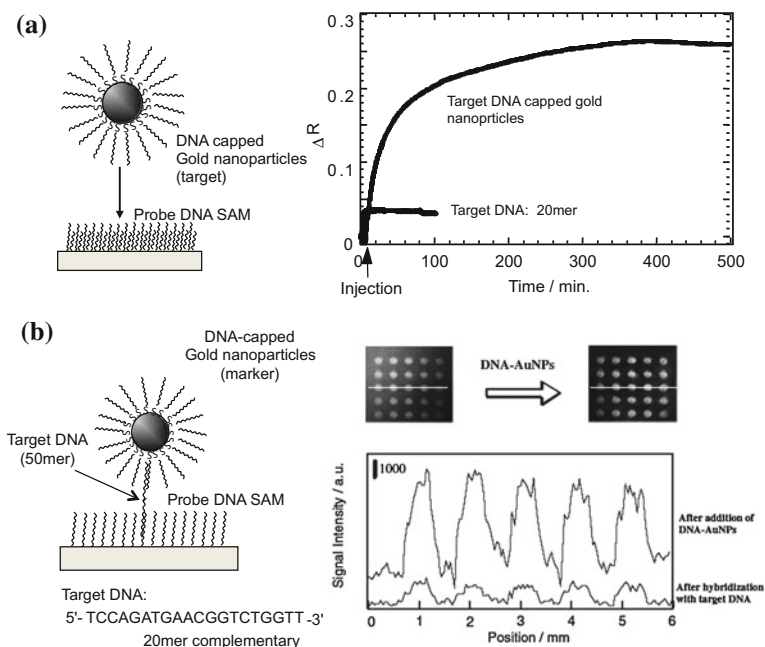 (a)
DNA capped
Gold nanoparticles
(target)
Probe DNA SAM
0.3
0.2
0.1
0
ΔR
Target DNA capped gold
nanoprticles
Target DNA: 20mer
0 100 200 300 400 500
Injection
Time / min.
(b)
DNA-capped
Gold nanoparticles
(marker)
Target DNA
(50mer)
Probe DNA SAM
Target DNA:
5'- TCCAGATGAACGGTCTGGTT -3'
20mer complementary
DNA-AuNPs
1000
Signal Intensity / a.u.
After addition of
DNA-AuNPs
After hybridization
with target DNA
0 1 2 3 4 5 6
Position / mm